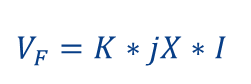 V_F = K * jX * I